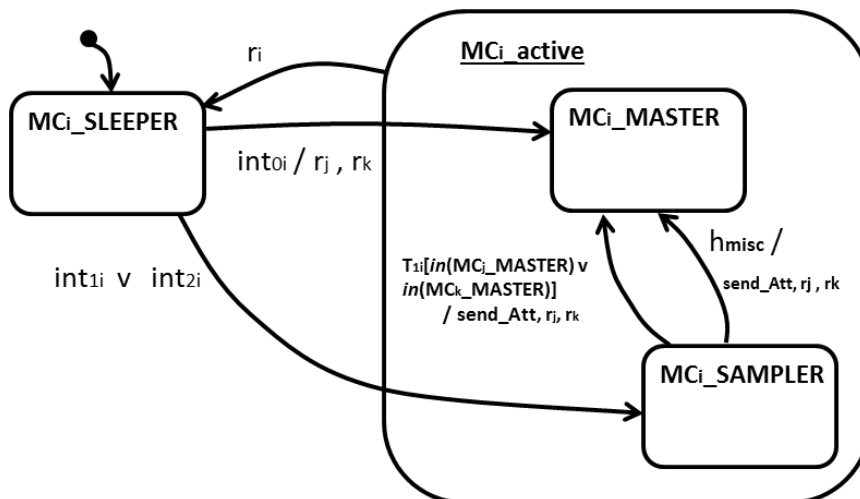 MCi_active
ri
MCi_SLEEPER
MCi_MASTER
int0i / rj , rk
hmisc /
send_Att, rj , rk
T1i[in(MCj_MASTER) v
in(MCk_MASTER)]
/ send_Att, rj, rk
int1i v int2i
MCi_SAMPLER